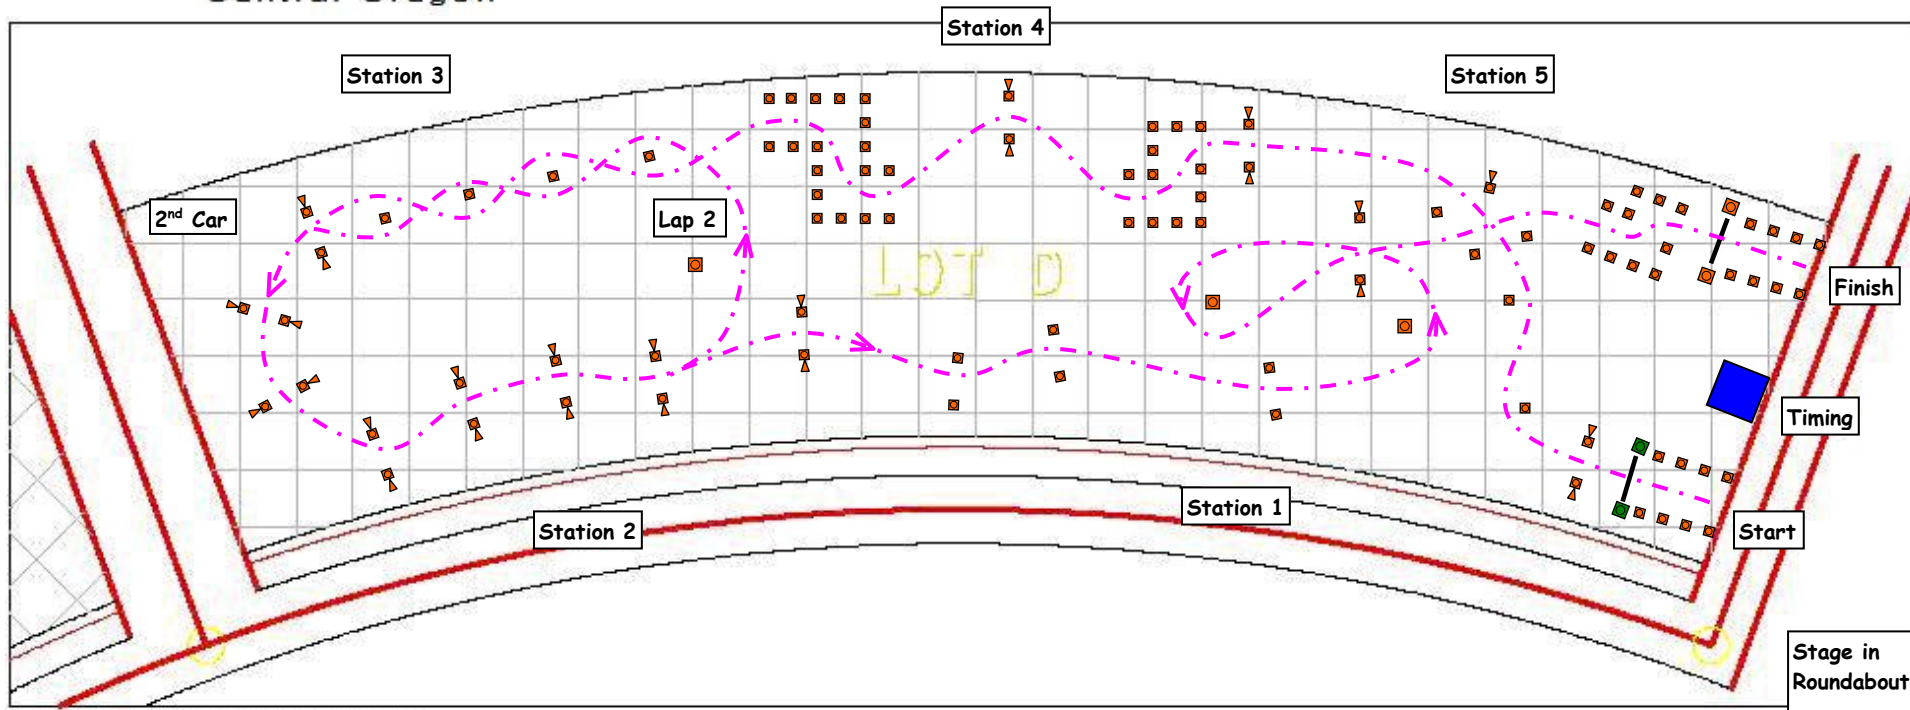 Station 4
Station 3
Station 5
2nd Car
Lap 2
LOT D
Finish
Timing
Station 1
Station 2
Start
Stage in
Roundabout